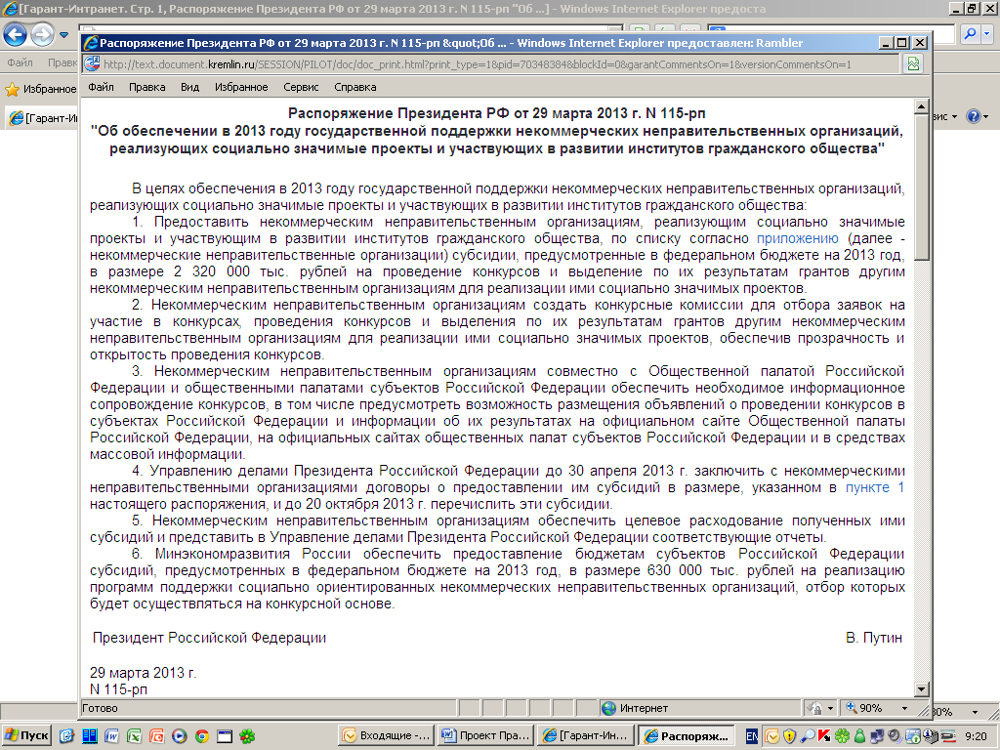 [Гарант-Интранет. Стр. 1, Распоряжение Президента РФ от 29 марта 2013 г. N 115-рп "Об ...] - Windows Internet Explorer предоста
Распоряжение Президента РФ от 29 марта 2013 г. N 115-рп &quot;Об ... - Windows Internet Explorer предоставлен: Rambler
http://text.document.kremlin.ru/SESSION/PILOT/doc/doc_print.html?print_type=1&pid=70348384&blockId=0&garantCommentsOn=1&versionCommentsOn=1
Файл Правк
Файл Правка Вид Избранное Сервис Справка
Избранное
[Гарант-Ин
вис
Распоряжение Президента РФ от 29 марта 2013 г. N 115-рп
"Об обеспечении в 2013 году государственной поддержки некоммерческих неправительственных организаций,
реализующих социально значимые проекты и участвующих в развитии институтов гражданского общества"
В целях обеспечения в 2013 году государственной поддержки некоммерческих неправительственных организаций,
реализующих социально значимые проекты и участвующих в развитии институтов гражданского общества:
1. Предоставить некоммерческим неправительственным организациям, реализующим социально значимые
проекты и участвующим в развитии институтов гражданского общества, по списку согласно приложению (далее -
некоммерческие неправительственные организации) субсидии, предусмотренные в федеральном бюджете на 2013 год,
в размере 2 320 000 тыс. рублей на проведение конкурсов и выделение по их результатам грантов другим
некоммерческим неправительственным организациям для реализации ими социально значимых проектов.
2. Некоммерческим неправительственным организациям создать конкурсные комиссии для отбора заявок на
участие в конкурсах, проведения конкурсов и выделения по их результатам грантов другим некоммерческим
неправительственным организациям для реализации ими социально значимых проектов, обеспечив прозрачность и
открытость проведения конкурсов.
3. Некоммерческим неправительственным организациям совместно с Общественной палатой Российской
Федерации и общественными палатами субъектов Российской Федерации обеспечить необходимое информационное
сопровождение конкурсов, в том числе предусмотреть возможность размещения объявлений о проведении конкурсов в
субъектах Российской Федерации и информации об их результатах на официальном сайте Общественной палаты
Российской Федерации, на официальных сайтах общественных палат субъектов Российской Федерации и в средствах
массовой информации.
4. Управлению делами Президента Российской Федерации до 30 апреля 2013 г. заключить с некоммерческими
неправительственными организациями договоры о предоставлении им субсидий в размере, указанном в пункте 1
настоящего распоряжения, и до 20 октября 2013 г. перечислить эти субсидии.
5. Некоммерческим неправительственным организациям обеспечить целевое расходование полученных ими
субсидий и представить в Управление делами Президента Российской Федерации соответствующие отчеты.
6. Минэкономразвития России обеспечить предоставление бюджетам субъектов Российской Федерации
субсидий, предусмотренных в федеральном бюджете на 2013 год, в размере 630 000 тыс. рублей на реализацию
программ поддержки социально ориентированных некоммерческих неправительственных организаций, отбор которых
будет осуществляться на конкурсной основе.
Президент Российской Федерации В. Путин
29 марта 2013 г.
N 115-рп
Готово Интернет 90% 80%
Пуск Входящие -... Проект Пра... [Гарант-Ин... Распоряж... EN 9:20